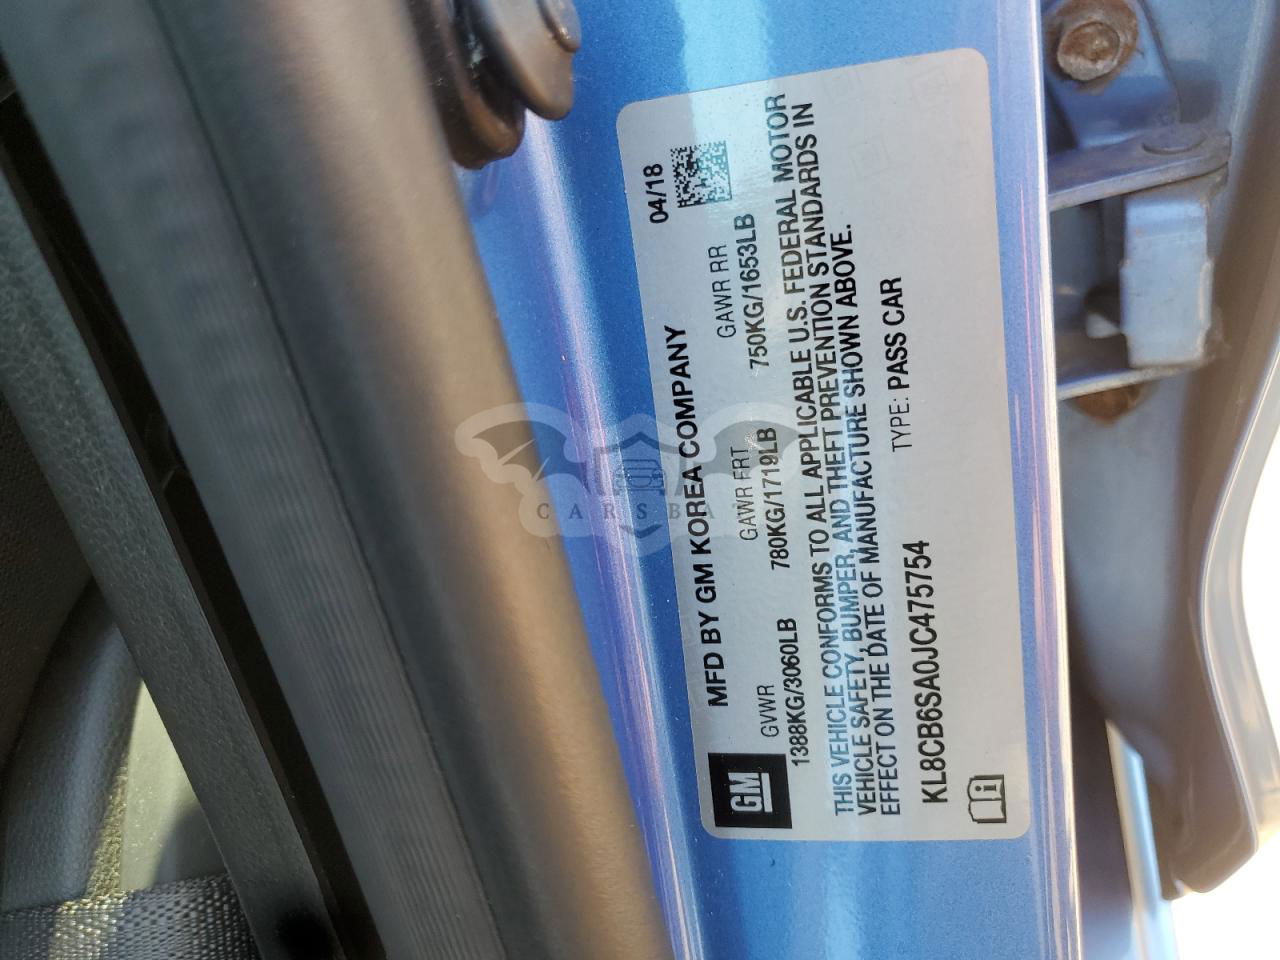 MFD BY GM KOREA COMPANY 04/18
GM
GVWR GAWR FRT GAWR RR
1388KG/3060LB 780KG/1719LB 750KG/1653LB
THIS VEHICLE CONFORMS TO ALL APPLICABLE U.S. FEDERAL MOTOR
VEHICLE SAFETY, BUMPER, AND THEFT PREVENTION STANDARDS IN
EFFECT ON THE DATE OF MANUFACTURE SHOWN ABOVE.
KL8CB6SA0JC475754 TYPE: PASS CAR